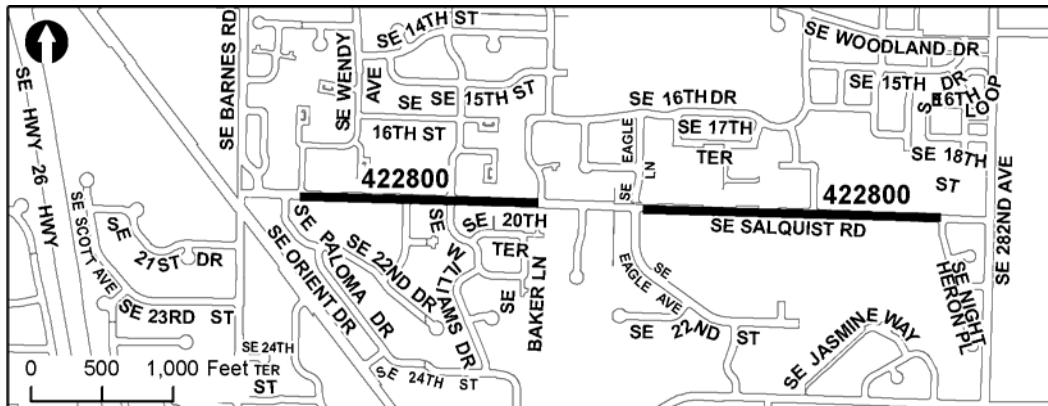 SE HWY 26 HWY
SE SCOTT AVE
SE 21ST DR
SE 23RD ST
SE BARNES RD
SE WENDY AVE
SE 14TH ST
SE SE 15TH ST
16TH ST
422800
SE ORIENT DR
SE PALOMA DR
SE 22ND DR
SE WILLIAMS DR
SE 20TH TER
SE BAKER LN
SE 24TH TER
ST
SE 24TH ST
SE EAGLE LN
SE 16TH DR
SE 17TH TER
SE WOODLAND DR
SE 15TH DR
SE 16TH LOOP
SE 18TH ST
422800
SE SALQUIST RD
SE 282ND AVE
SE EAGLE AVE
SE 22ND ST
SE JASMINE WAY
SE NIGHT HERON PL
0 500 1,000 Feet